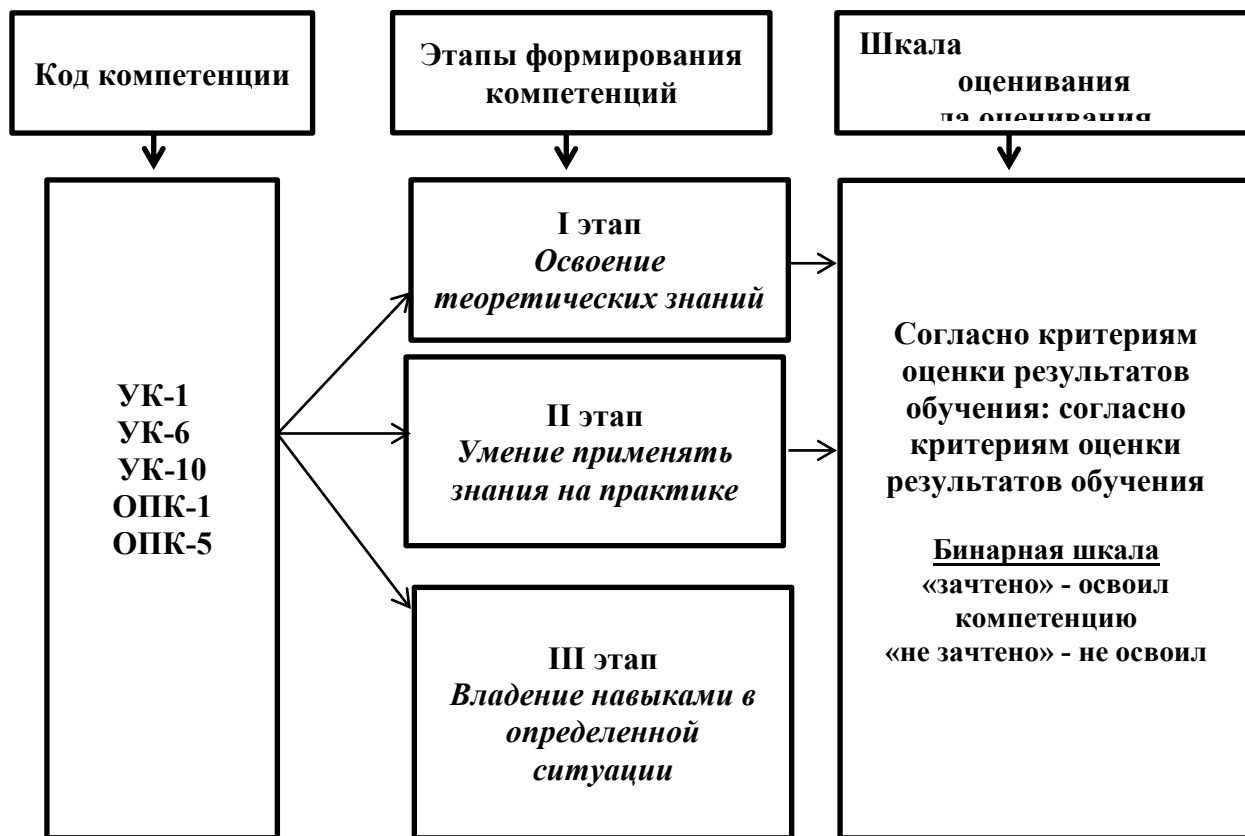 Код компетенции
Этапы формирования
компетенций
Шкала
оценивания
ла оценивания
УК-1
УК-6
УК-10
ОПК-1
ОПК-5
I этап
Освоение
теоретических знаний
II этап
Умение применять
знания на практике
III этап
Владение навыками в
определенной
ситуации
Согласно критериям
оценки результатов
обучения: согласно
критериям оценки
результатов обучения
Бинарная шкала
«зачтено» - освоил
компетенцию
«не зачтено» - не освоил